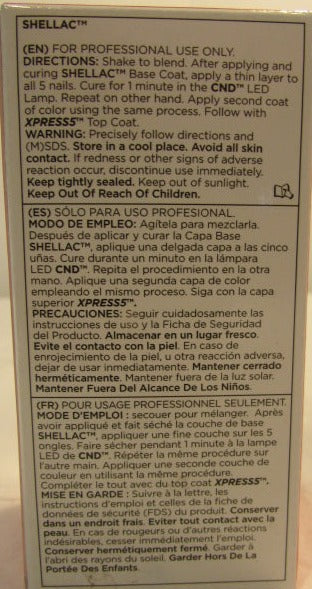 SHELLAC™
(EN) FOR PROFESSIONAL USE ONLY.
DIRECTIONS: Shake to blend. After applying and
curing SHELLAC™ Base Coat, apply a thin layer to
all 5 nails. Cure for 1 minute in the CND™ LED
Lamp. Repeat on other hand. Apply second coat
of color using the same process. Follow with
XPRESS5™ Top Coat.
WARNING: Precisely follow directions and
(M)SDS. Store in a cool place. Avoid all skin
contact. If redness or other signs of adverse
reaction occur, discontinue use immediately.
Keep tightly sealed. Keep out of sunlight.
Keep Out Of Reach Of Children.
(ES) SÓLO PARA USO PROFESIONAL.
MODO DE EMPLEO: Agítela para mezclarla.
Después de aplicar y curar la Capa Base
SHELLAC™, aplique una delgada capa a las cinco
uñas. Cure durante un minuto en la lámpara
LED CND™. Repita el procedimiento en la otra
mano. Aplique una segunda capa de color
empleando el mismo proceso. Siga con la capa
superior XPRESS5™.
PRECAUCIONES: Seguir cuidadosamente las
instrucciones de uso y la Ficha de Seguridad
del Producto. Almacenar en un lugar fresco.
Evite el contacto con la piel. En caso de
enrojecimiento de la piel, u otra reacción adversa,
dejar de usar inmediatamente. Mantener cerrado
herméticamente. Mantener fuera de la luz solar.
Mantener Fuera Del Alcance De Los Niños.
(FR) POUR USAGE PROFESSIONNEL SEULEMENT.
MODE D'EMPLOI : secouer pour mélanger. Après
avoir appliqué et fait séché la couche de base
SHELLAC™, appliquer une fine couche sur les 5
ongles. Faire sécher pendant 1 minute à la lampe
LED de CND™. Répéter la même procédure sur
l'autre main. Appliquer une seconde couche de
couleur en utilisant la même procédure.
Compléter le tout avec du top coat XPRESS5™.
MISE EN GARDE : Suivre à la lettre, les
instructions d'emploi et celles de la fiche de
données de sécurité (FDS) du produit. Conserver
dans un endroit frais. Eviter tout contact avec la
peau. En cas de rougeurs ou d'autres réactions
indésirables, cesser immédiatement l'utilisation.
Conserver hermétiquement fermé. Garder à
l'abri des rayons du soleil. Garder Hors De La
Portée Des Enfants.